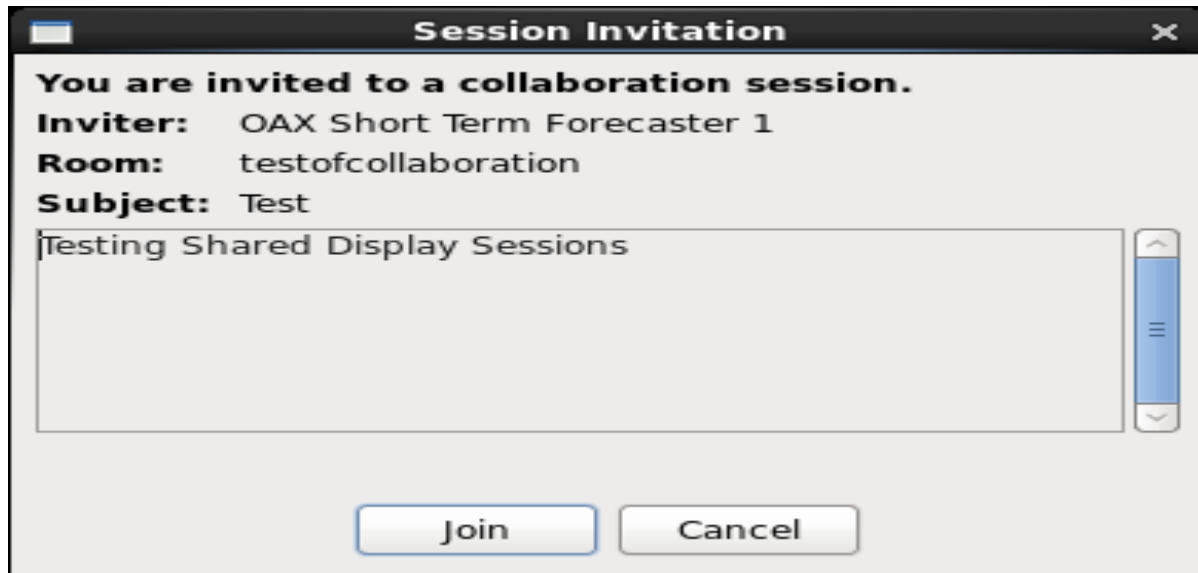 Session Invitation
You are invited to a collaboration session.
Inviter: OAX Short Term Forecaster 1
Room: testofcollaboration
Subject: Test
Testing Shared Display Sessions
Join Cancel